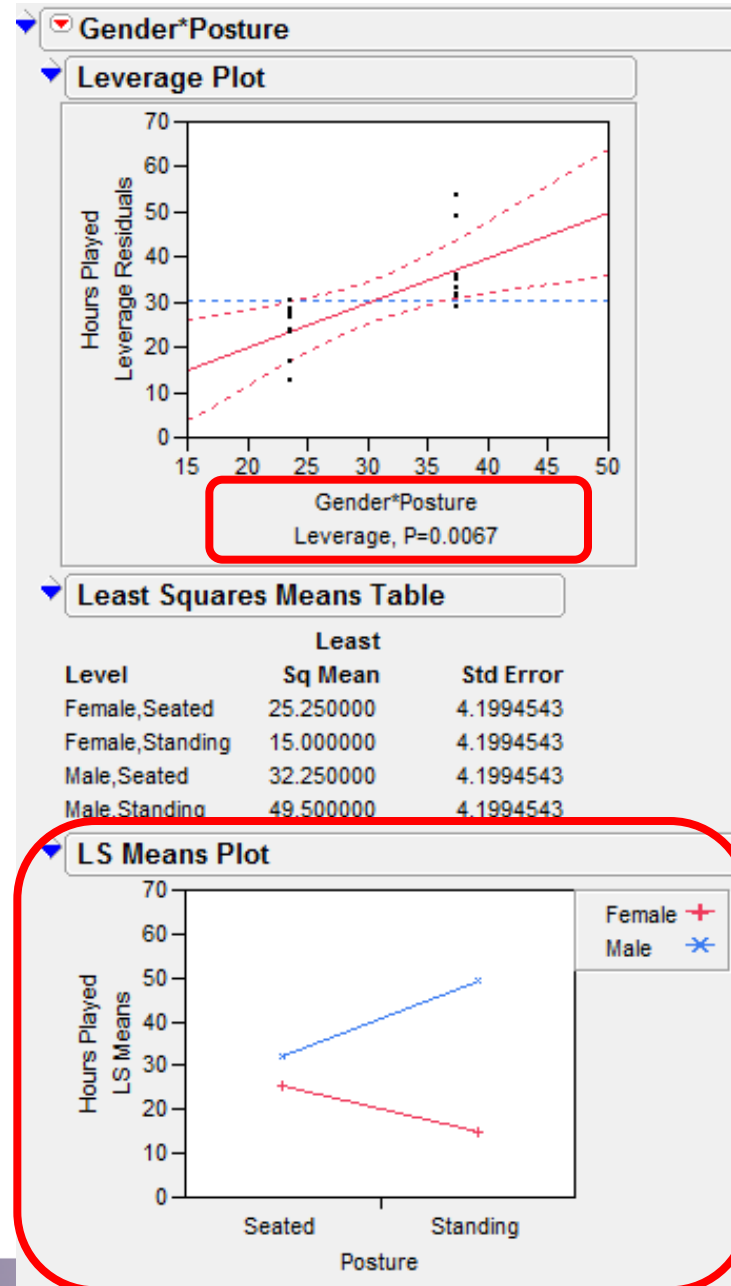 Gender*Posture
Leverage Plot
70
60
50
40
30
20
10
0
Hours Played
Leverage Residuals
15 20 25 30 35 40 45 50
Gender*Posture
Leverage, P=0.0067
Least Squares Means Table
Least
Level Sq Mean Std Error
Female,Seated 25.250000 4.1994543
Female,Standing 15.000000 4.1994543
Male,Seated 32.250000 4.1994543
Male,Standing 49.500000 4.1994543
LS Means Plot
70
60
50
40
30
20
10
0
Hours Played
LS Means
Female
Male
Seated Standing
Posture